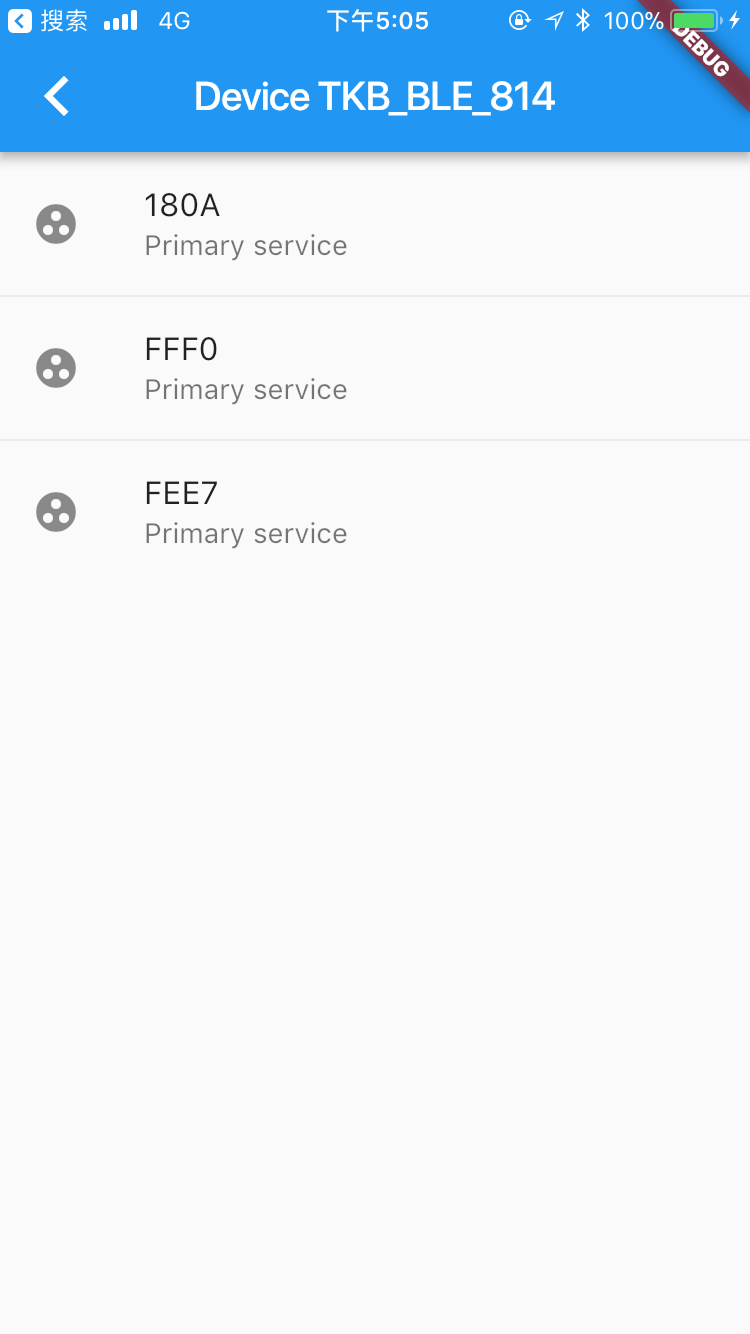 搜索 4G 下午5:05 100%
DEBUG
Device TKB_BLE_814
180A
Primary service
FFF0
Primary service
FEE7
Primary service